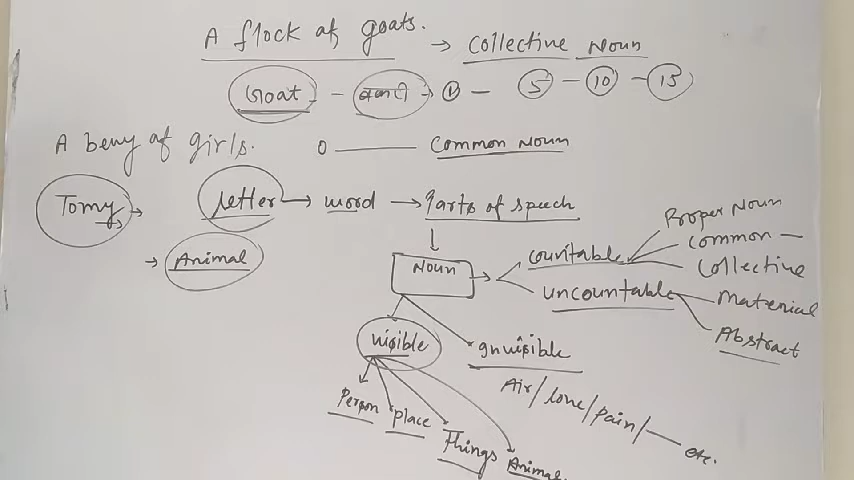 A flock of goats. → Collective Noun
Goat - बकरी → ① - 5 - 10 - 15
A bevy of girls. 0 — Common Noun
Tomy → Letter → word → Parts of speech
→ Animal
Noun → Countable
Proper Noun
Common —
Collective
Uncountable
Material
Abstract
Visible
Invisible
Air/love/pain/— etc.
Person place Things Animal